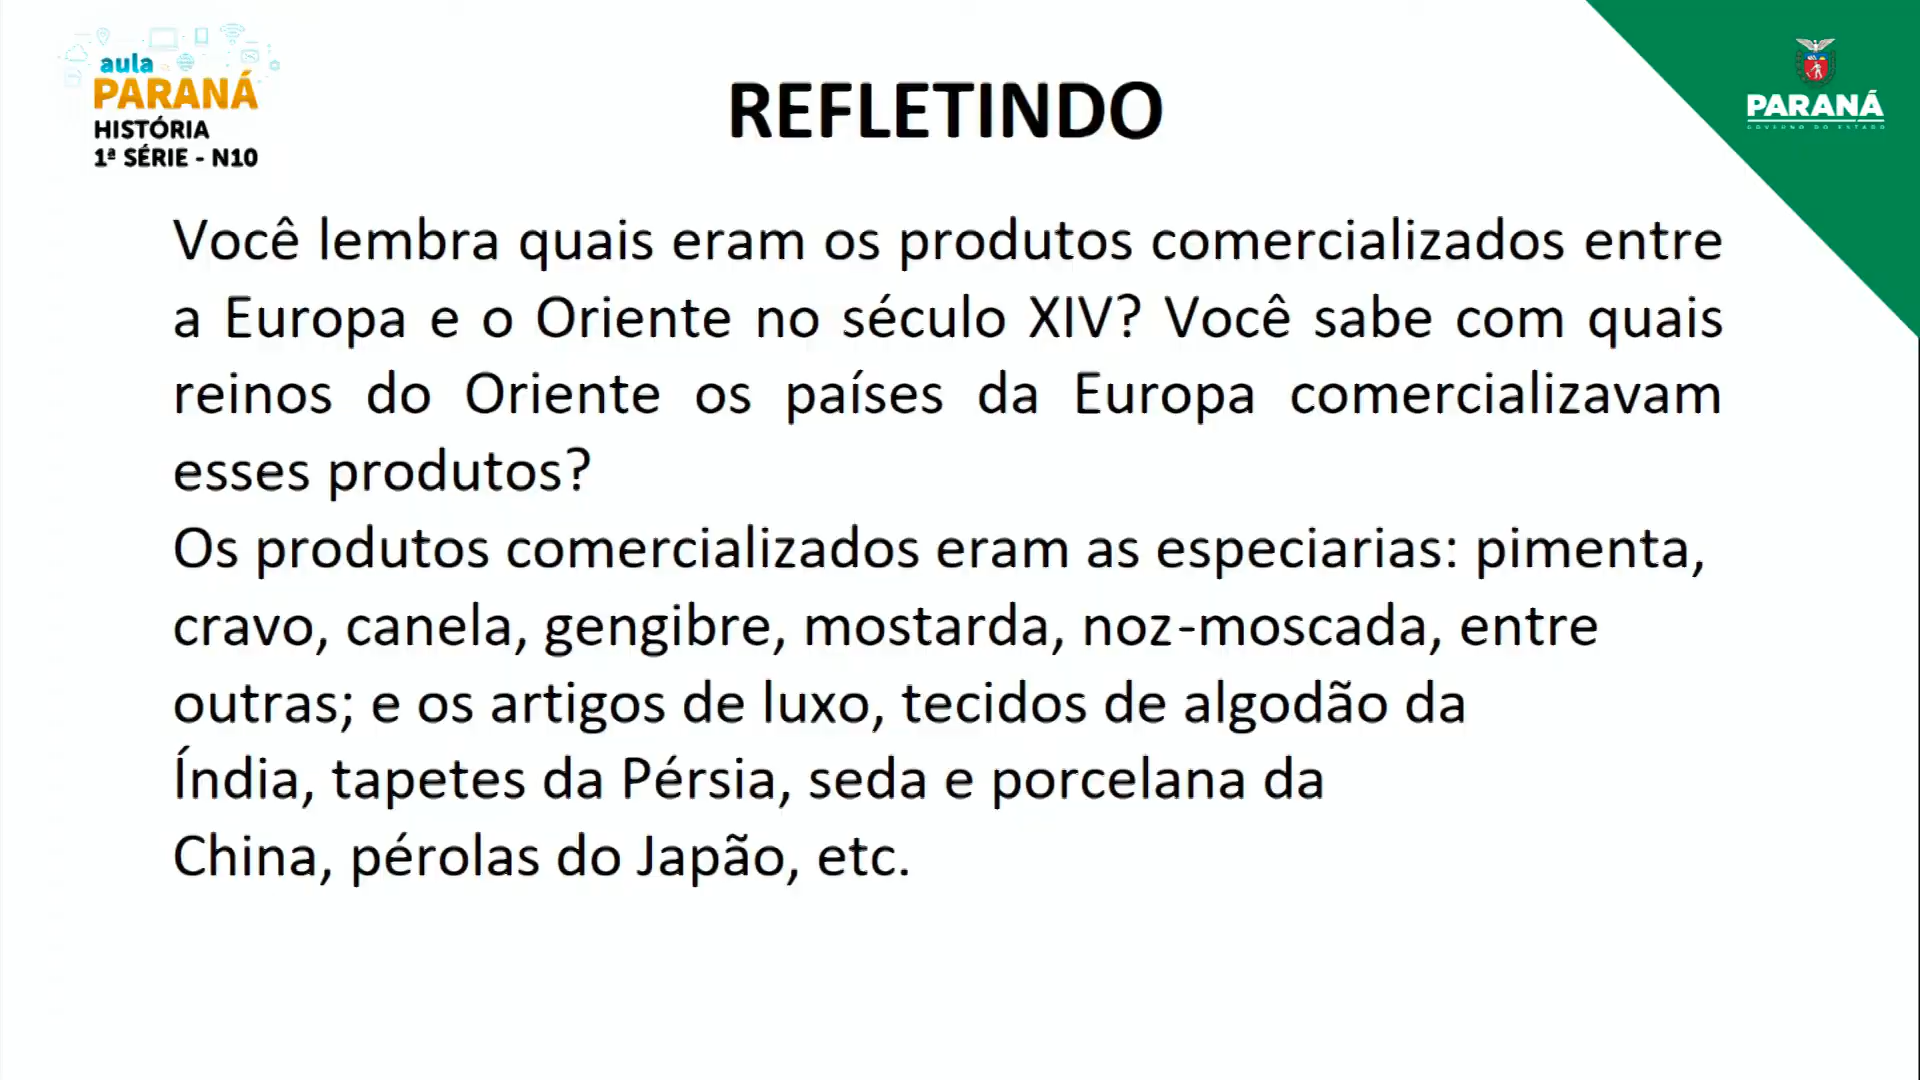 aula
PARANÁ
HISTÓRIA
1ª SÉRIE - N10
REFLETINDO
PARANÁ
GOVERNO DO ESTADO
Você lembra quais eram os produtos comercializados entre
a Europa e o Oriente no século XIV? Você sabe com quais
reinos do Oriente os países da Europa comercializavam
esses produtos?
Os produtos comercializados eram as especiarias: pimenta,
cravo, canela, gengibre, mostarda, noz-moscada, entre
outras; e os artigos de luxo, tecidos de algodão da
Índia, tapetes da Pérsia, seda e porcelana da
China, pérolas do Japão, etc.